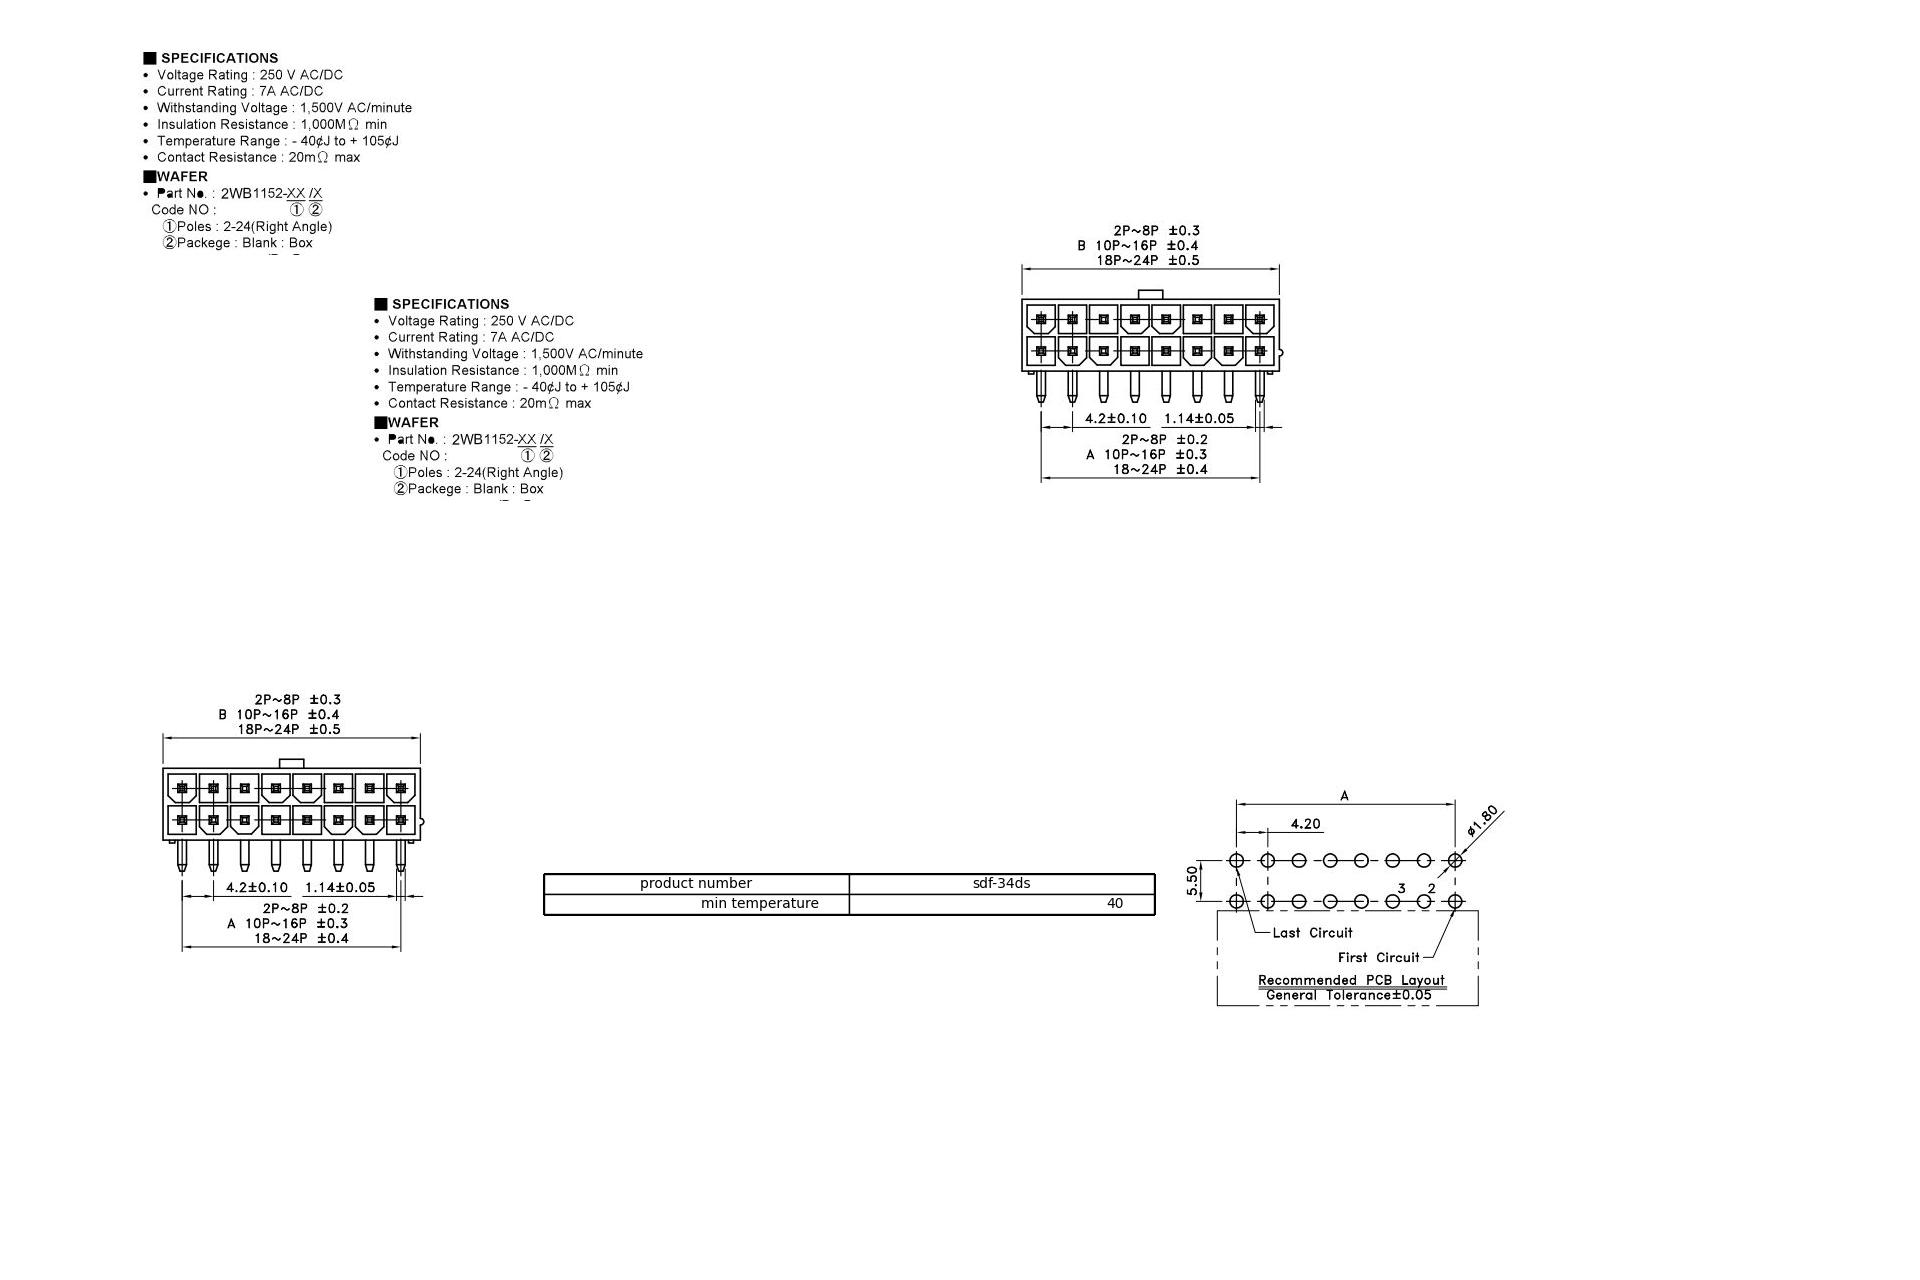 ■ SPECIFICATIONS
• Voltage Rating : 250 V AC/DC
• Current Rating : 7A AC/DC
• Withstanding Voltage : 1,500V AC/minute
• Insulation Resistance : 1,000MΩ min
• Temperature Range : - 40¢J to + 105¢J
• Contact Resistance : 20mΩ max
■WAFER
• Part No. : 2WB1152-XX /X
Code NO : ① ②
①Poles : 2-24(Right Angle)
②Packege : Blank : Box
■ SPECIFICATIONS
• Voltage Rating : 250 V AC/DC
• Current Rating : 7A AC/DC
• Withstanding Voltage : 1,500V AC/minute
• Insulation Resistance : 1,000MΩ min
• Temperature Range : - 40¢J to + 105¢J
• Contact Resistance : 20mΩ max
■WAFER
• Part No. : 2WB1152-XX /X
Code NO : ① ②
①Poles : 2-24(Right Angle)
②Packege : Blank : Box
2P~8P ±0.3
B 10P~16P ±0.4
18P~24P ±0.5
4.2±0.10 1.14±0.05
2P~8P ±0.2
A 10P~16P ±0.3
18~24P ±0.4
2P~8P ±0.3
B 10P~16P ±0.4
18P~24P ±0.5
4.2±0.10 1.14±0.05
2P~8P ±0.2
A 10P~16P ±0.3
18~24P ±0.4
product number sdf-34ds
min temperature 40
A
4.20
ø1.80
5.50
3 2
Last Circuit
First Circuit
Recommended PCB Layout
General Tolerance±0.05